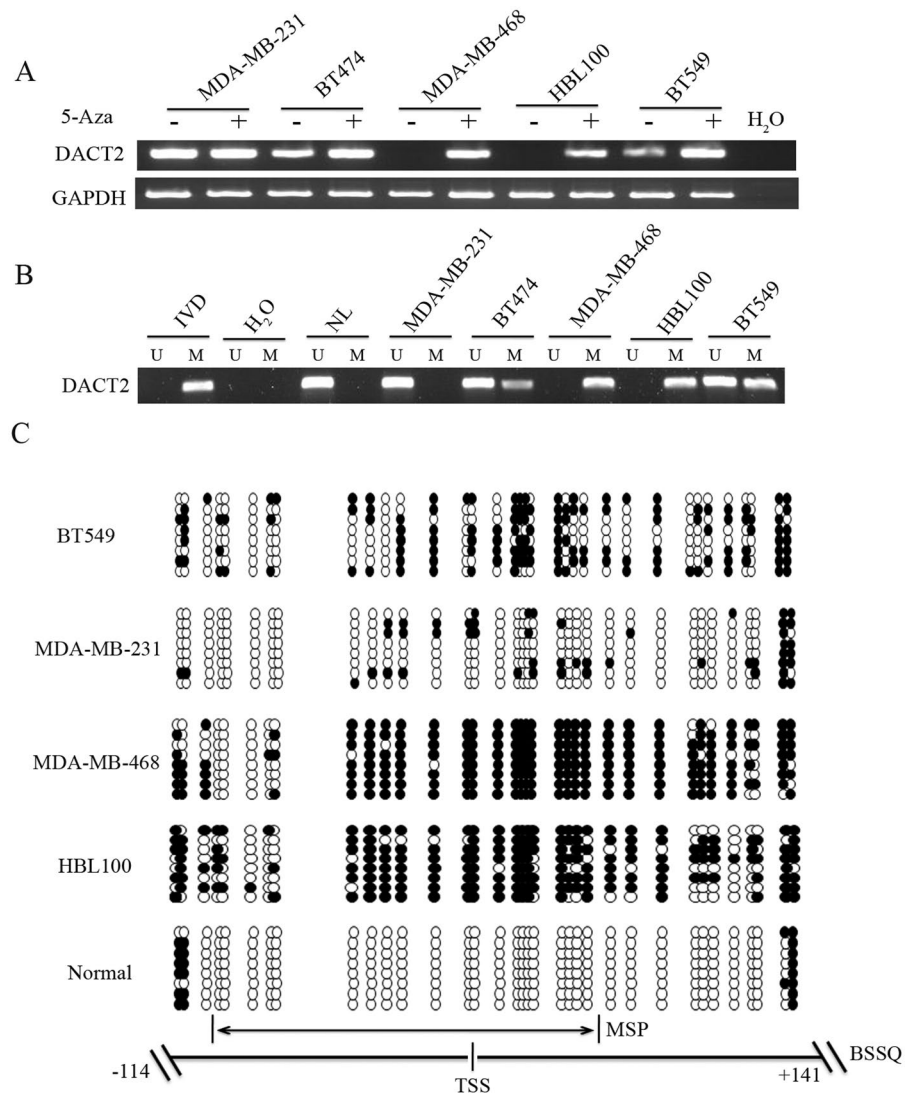 A
MDA-MB-231 BT474 MDA-MB-468 HBL100 BT549
5-Aza - + - + - + - + - + H2O
DACT2
GAPDH
B
IVD H2O NL MDA-MB-231 BT474 MDA-MB-468 HBL100 BT549
U M U M U M U M U M U M U M U M
DACT2
C
BT549
MDA-MB-231
MDA-MB-468
HBL100
Normal
MSP
-114 TSS +141 BSSQ